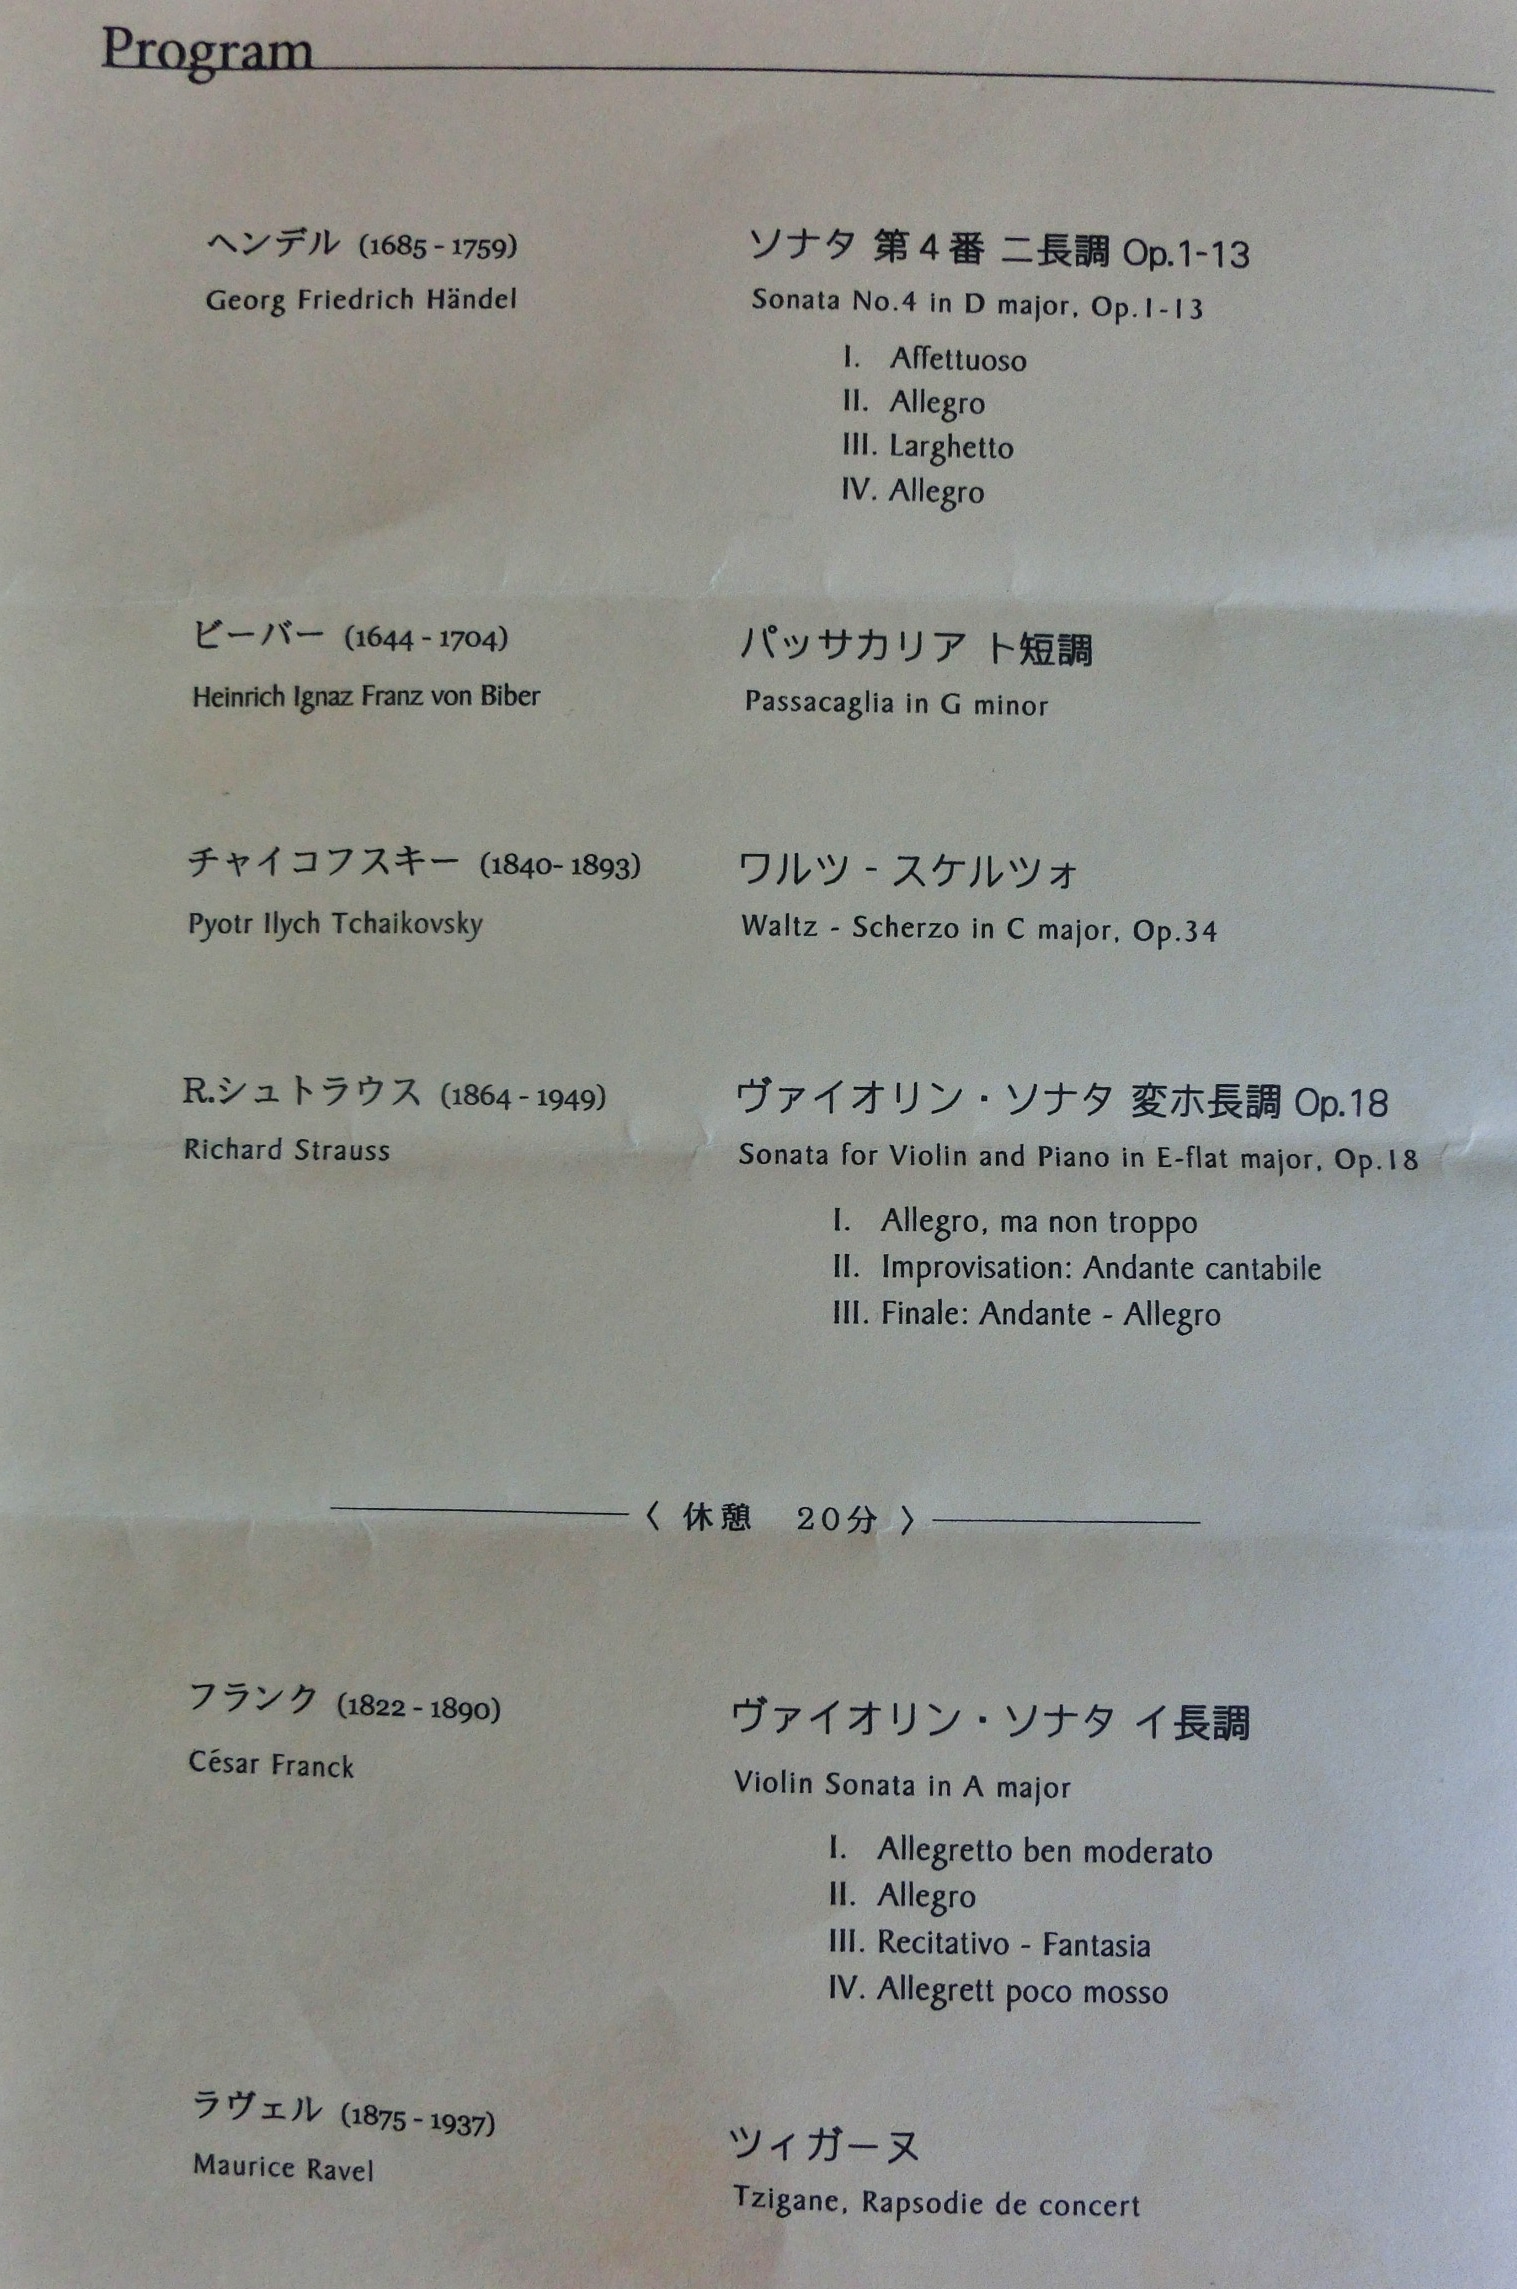 Program
ヘンデル (1685 - 1759)
ソナタ 第4番 ニ長調 Op.1-13
Georg Friedrich Händel
Sonata No.4 in D major, Op.1-13
I. Affettuoso
II. Allegro
III. Larghetto
IV. Allegro
ビーバー (1644 - 1704)
パッサカリア ト短調
Heinrich Ignaz Franz von Biber
Passacaglia in G minor
チャイコフスキー (1840- 1893)
ワルツ - スケルツォ
Pyotr Ilych Tchaikovsky
Waltz - Scherzo in C major, Op.34
R.シュトラウス (1864 - 1949)
ヴァイオリン・ソナタ 変ホ長調 Op.18
Richard Strauss
Sonata for Violin and Piano in E-flat major, Op.18
I. Allegro, ma non troppo
II. Improvisation: Andante cantabile
III. Finale: Andante - Allegro
〈 休憩　20分 〉
フランク (1822 - 1890)
ヴァイオリン・ソナタ イ長調
César Franck
Violin Sonata in A major
I. Allegretto ben moderato
II. Allegro
III. Recitativo - Fantasia
IV. Allegrett poco mosso
ラヴェル (1875 - 1937)
ツィガーヌ
Maurice Ravel
Tzigane, Rapsodie de concert